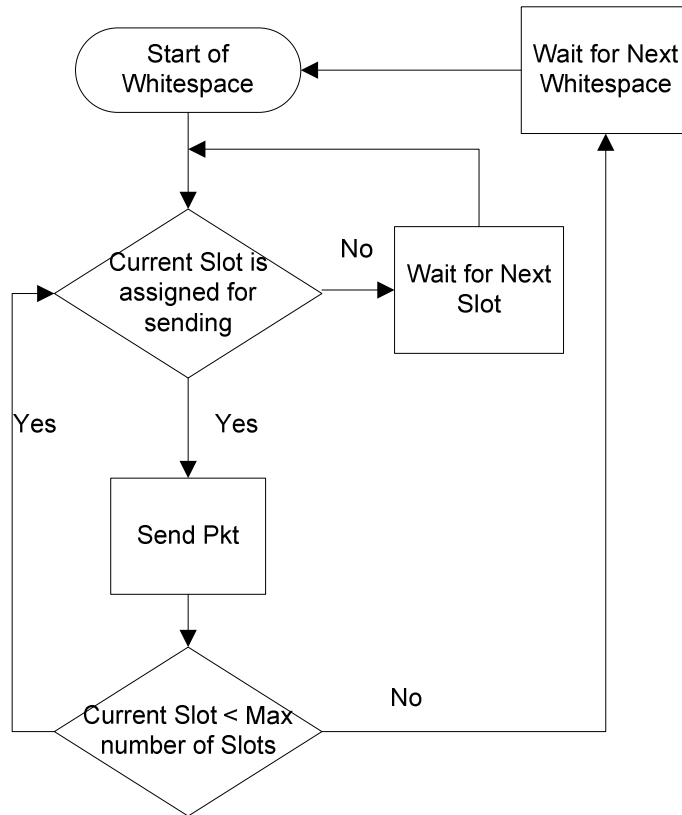 Start of
Whitespace
Wait for Next
Whitespace
No
Current Slot is
assigned for
sending
Wait for Next
Slot
Yes
Yes
Send Pkt
No
Current Slot < Max
number of Slots